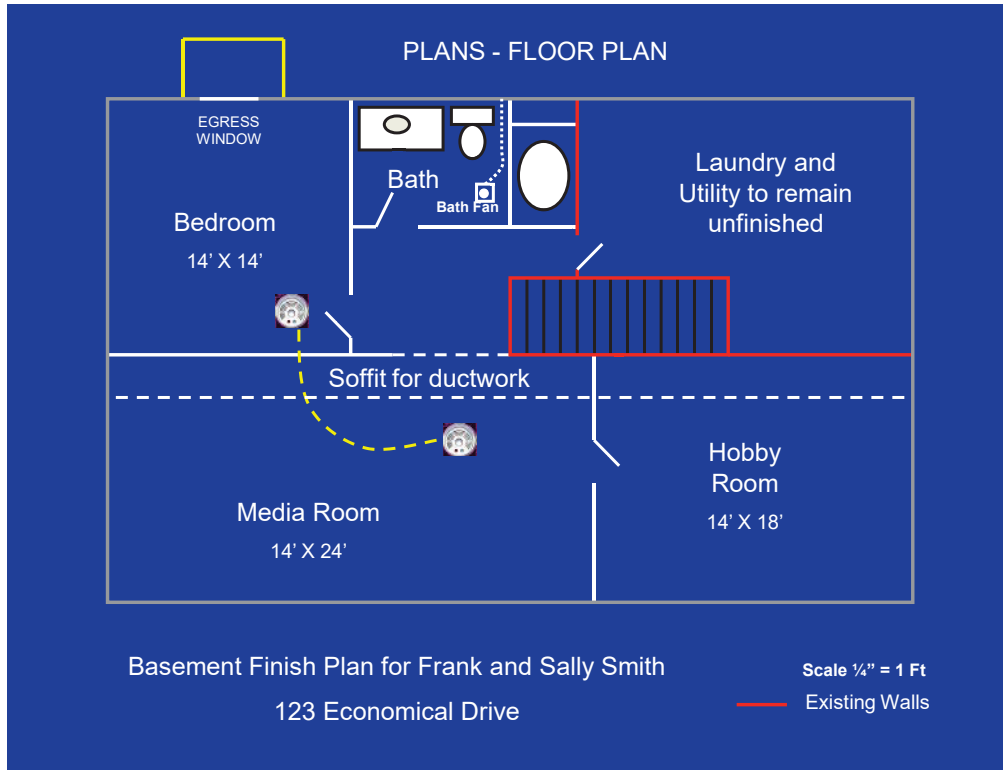 PLANS - FLOOR PLAN
EGRESS
WINDOW
Bath
Bath Fan
Laundry and
Utility to remain
unfinished
Bedroom
14’ X 14’
Soffit for ductwork
Hobby
Room
14’ X 18’
Media Room
14’ X 24’
Basement Finish Plan for Frank and Sally Smith
123 Economical Drive
Scale ¼” = 1 Ft
Existing Walls